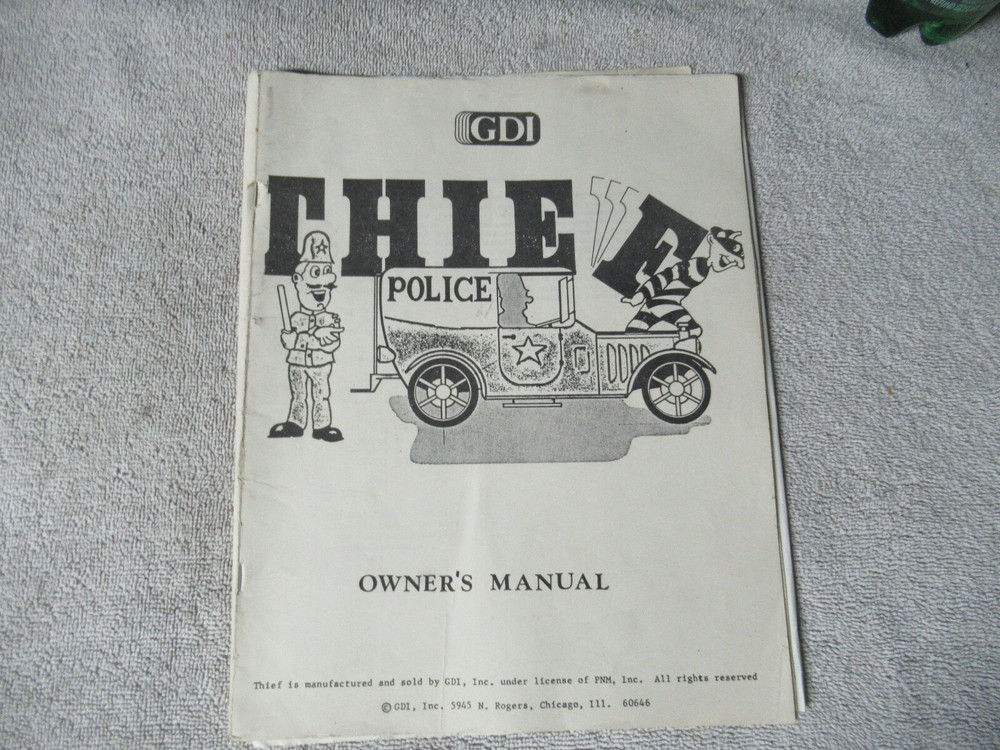 GDI
THIEF
POLICE
OWNER'S MANUAL
Thief is manufactured and sold by GDI, Inc. under license of PNM, Inc. All rights reserved
© GDI, Inc. 5945 N. Rogers, Chicago, Ill. 60646